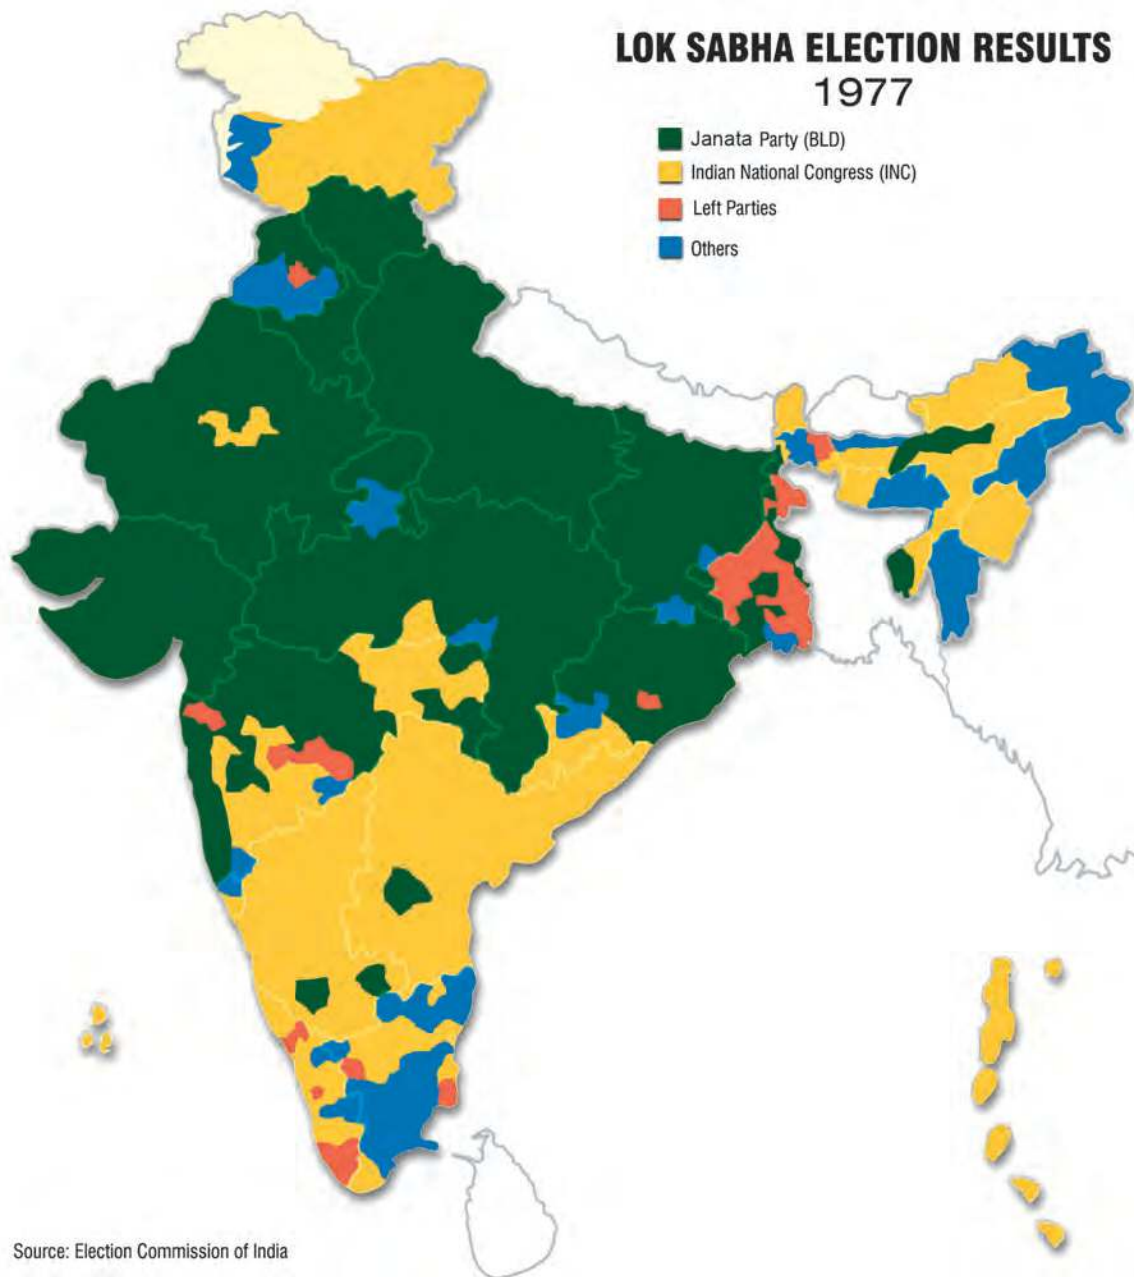 LOK SABHA ELECTION RESULTS
1977
Janata Party (BLD)
Indian National Congress (INC)
Left Parties
Others
Source: Election Commission of India